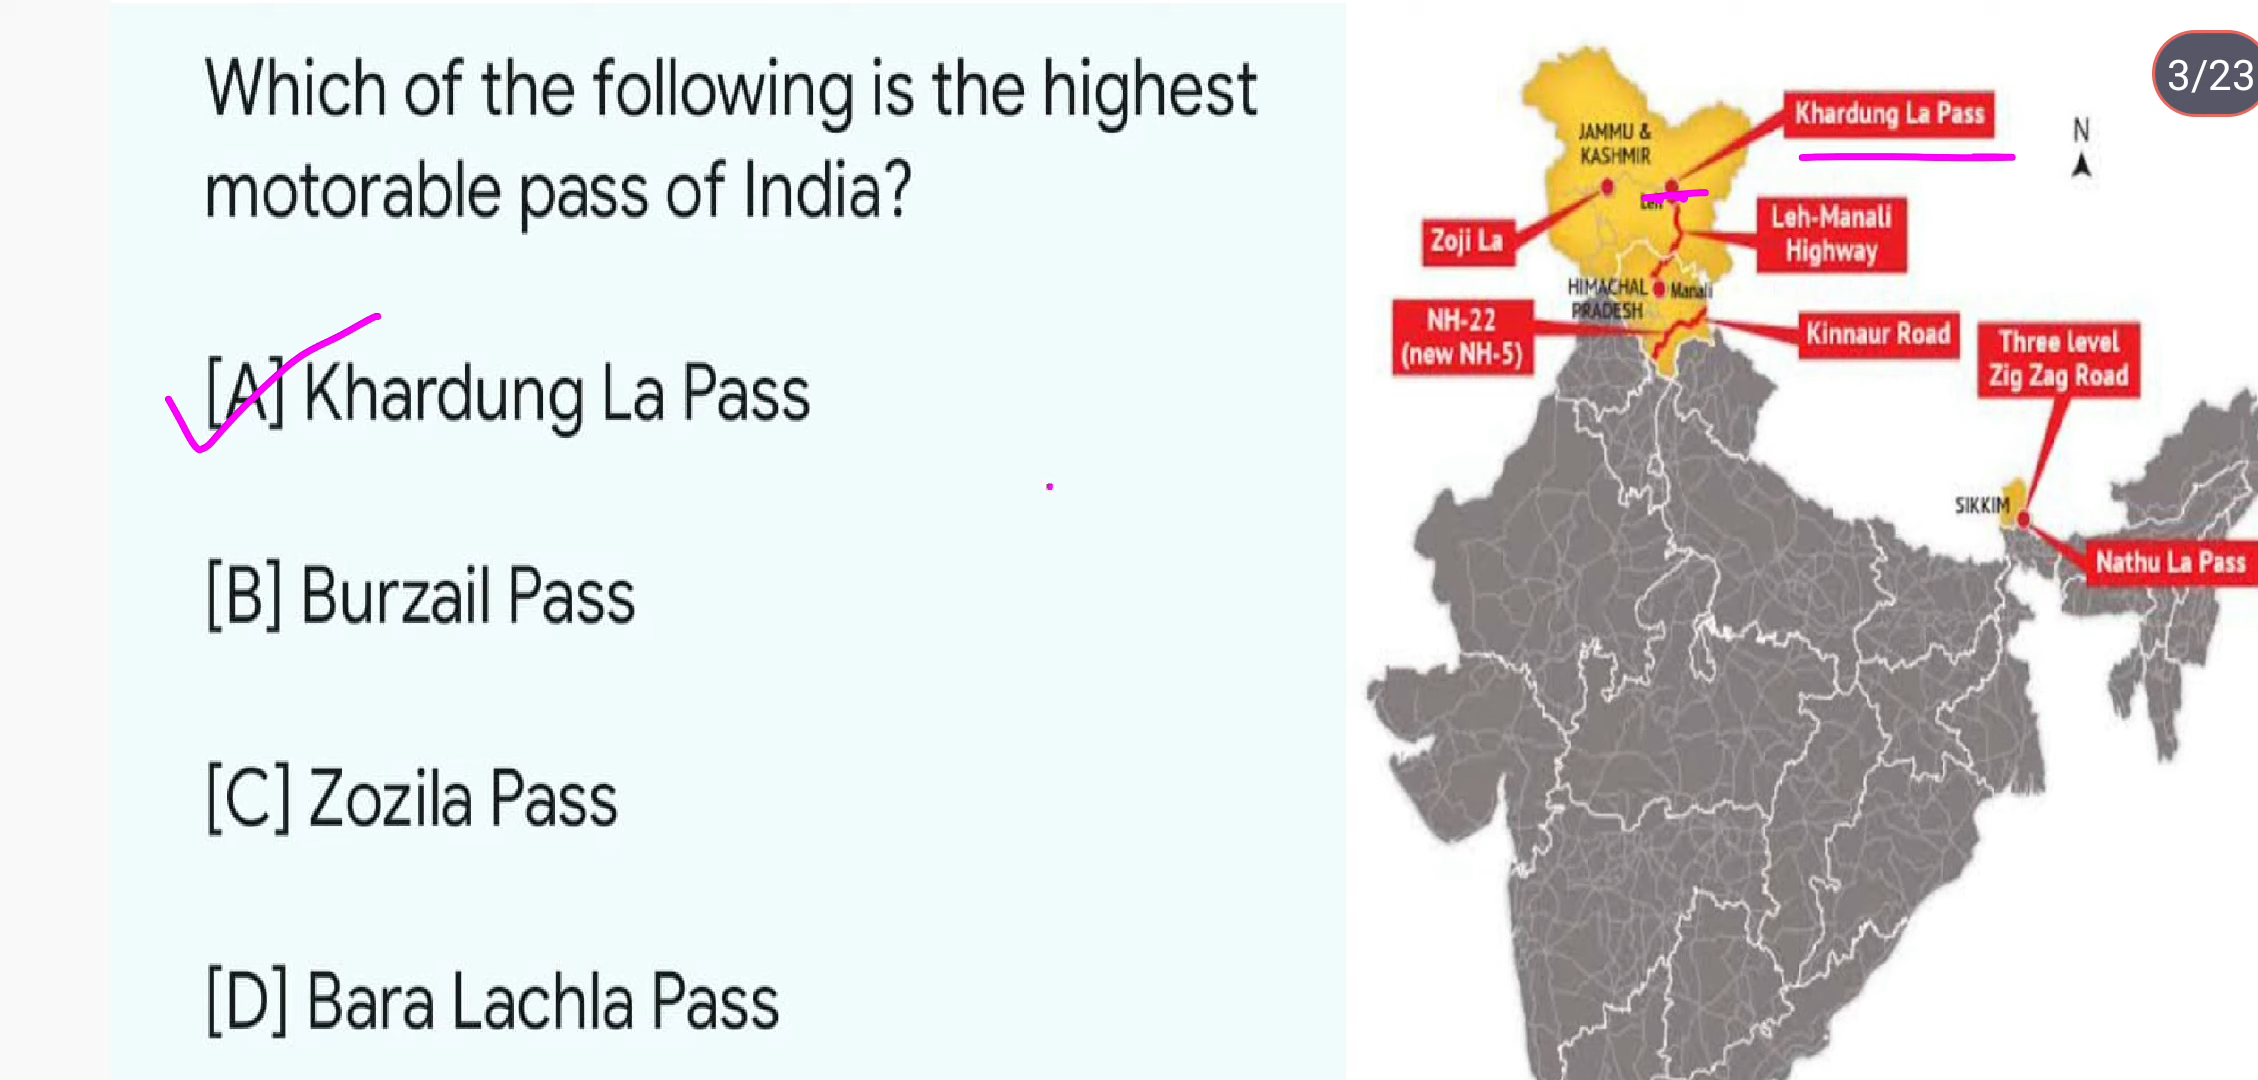 Which of the following is the highest
motorable pass of India?
[A] Khardung La Pass
[B] Burzail Pass
[C] Zozila Pass
[D] Bara Lachla Pass
3/23
Khardung La Pass
N
JAMMU &
KASHMIR
Leh
Zoji La
Leh-Manali
Highway
HIMACHAL
PRADESH
Manali
NH-22
(new NH-5)
Kinnaur Road
Three level
Zig Zag Road
SIKKIM
Nathu La Pass